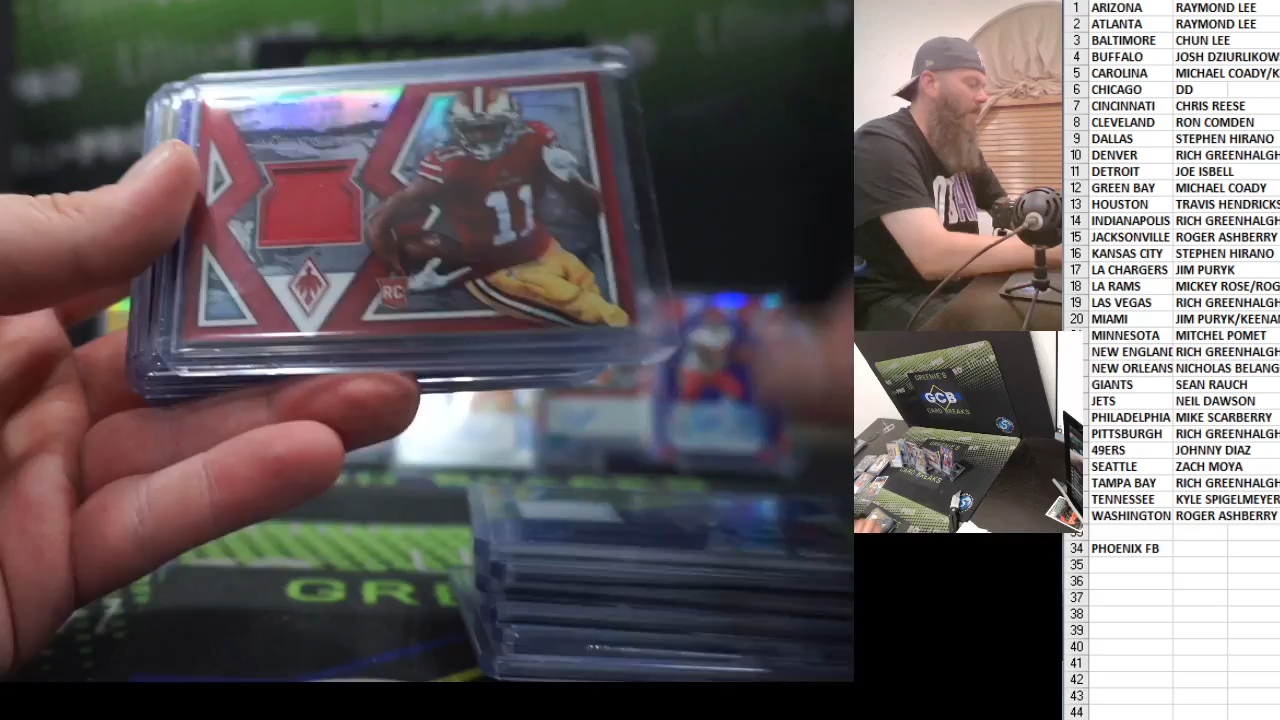 11
RC
GRE
GREENIE'S
GCB
CARD BREAKS
1 ARIZONA RAYMOND LEE
2 ATLANTA RAYMOND LEE
3 BALTIMORE CHUN LEE
4 BUFFALO JOSH DZIURLIKOW
5 CAROLINA MICHAEL COADY/K
6 CHICAGO DD
7 CINCINNATI CHRIS REESE
8 CLEVELAND RON COMDEN
9 DALLAS STEPHEN HIRANO
10 DENVER RICH GREENHALGH
11 DETROIT JOE ISBELL
12 GREEN BAY MICHAEL COADY
13 HOUSTON TRAVIS HENDRICKS
14 INDIANAPOLIS RICH GREENHALGH
15 JACKSONVILLE ROGER ASHBERRY
16 KANSAS CITY STEPHEN HIRANO
17 LA CHARGERS JIM PURYK
18 LA RAMS MICKEY ROSE/ROG
19 LAS VEGAS RICH GREENHALGH
20 MIAMI JIM PURYK/KEENAN
MINNESOTA MITCHEL POMET
NEW ENGLAND RICH GREENHALGH
NEW ORLEANS NICHOLAS BELANG
GIANTS SEAN RAUCH
JETS NEIL DAWSON
PHILADELPHIA MIKE SCARBERRY
PITTSBURGH RICH GREENHALGH
49ERS JOHNNY DIAZ
SEATTLE ZACH MOYA
TAMPA BAY RICH GREENHALGH
TENNESSEE KYLE SPIGELMEYER
WASHINGTON ROGER ASHBERRY
34 PHOENIX FB
35
36
37
38
39
40
41
42
43
44